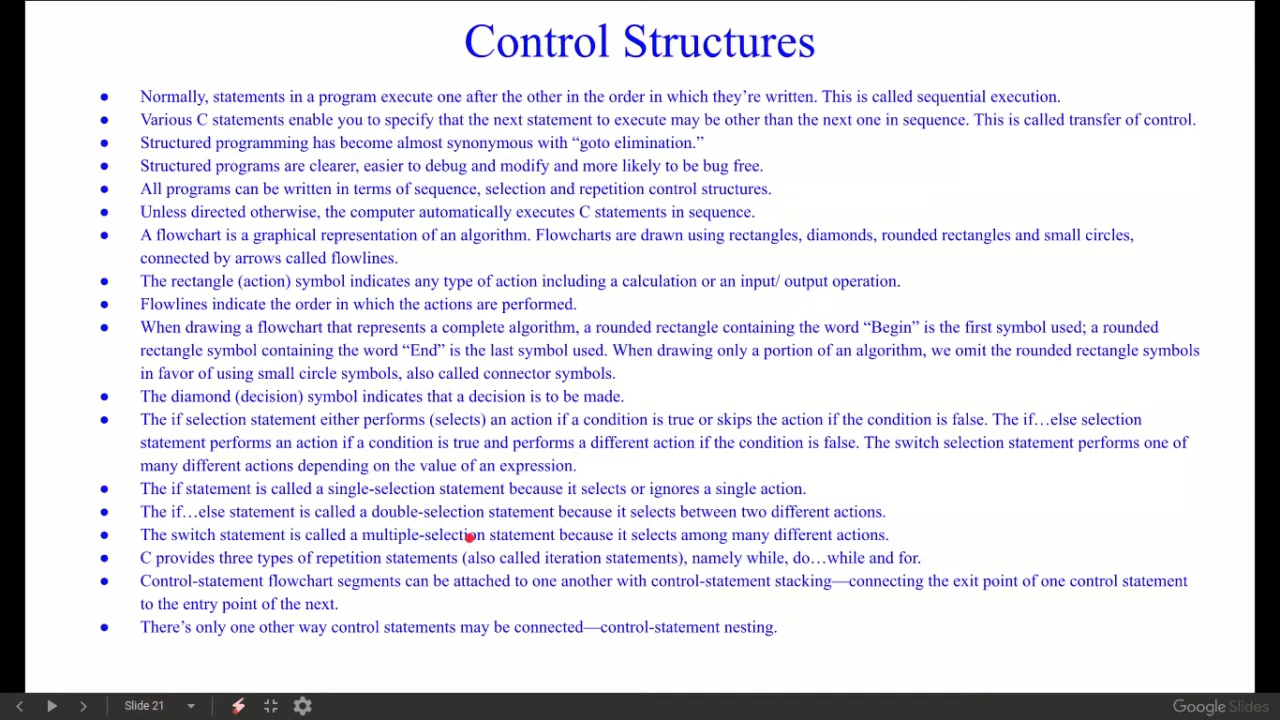 Control Structures
● Normally, statements in a program execute one after the other in the order in which they’re written. This is called sequential execution.
● Various C statements enable you to specify that the next statement to execute may be other than the next one in sequence. This is called transfer of control.
● Structured programming has become almost synonymous with “goto elimination.”
● Structured programs are clearer, easier to debug and modify and more likely to be bug free.
● All programs can be written in terms of sequence, selection and repetition control structures.
● Unless directed otherwise, the computer automatically executes C statements in sequence.
● A flowchart is a graphical representation of an algorithm. Flowcharts are drawn using rectangles, diamonds, rounded rectangles and small circles,
connected by arrows called flowlines.
● The rectangle (action) symbol indicates any type of action including a calculation or an input/ output operation.
● Flowlines indicate the order in which the actions are performed.
● When drawing a flowchart that represents a complete algorithm, a rounded rectangle containing the word “Begin” is the first symbol used; a rounded
rectangle symbol containing the word “End” is the last symbol used. When drawing only a portion of an algorithm, we omit the rounded rectangle symbols
in favor of using small circle symbols, also called connector symbols.
● The diamond (decision) symbol indicates that a decision is to be made.
● The if selection statement either performs (selects) an action if a condition is true or skips the action if the condition is false. The if…else selection
statement performs an action if a condition is true and performs a different action if the condition is false. The switch selection statement performs one of
many different actions depending on the value of an expression.
● The if statement is called a single-selection statement because it selects or ignores a single action.
● The if…else statement is called a double-selection statement because it selects between two different actions.
● The switch statement is called a multiple-selection statement because it selects among many different actions.
● C provides three types of repetition statements (also called iteration statements), namely while, do…while and for.
● Control-statement flowchart segments can be attached to one another with control-statement stacking—connecting the exit point of one control statement
to the entry point of the next.
● There’s only one other way control statements may be connected—control-statement nesting.
Slide 21
Google Slides